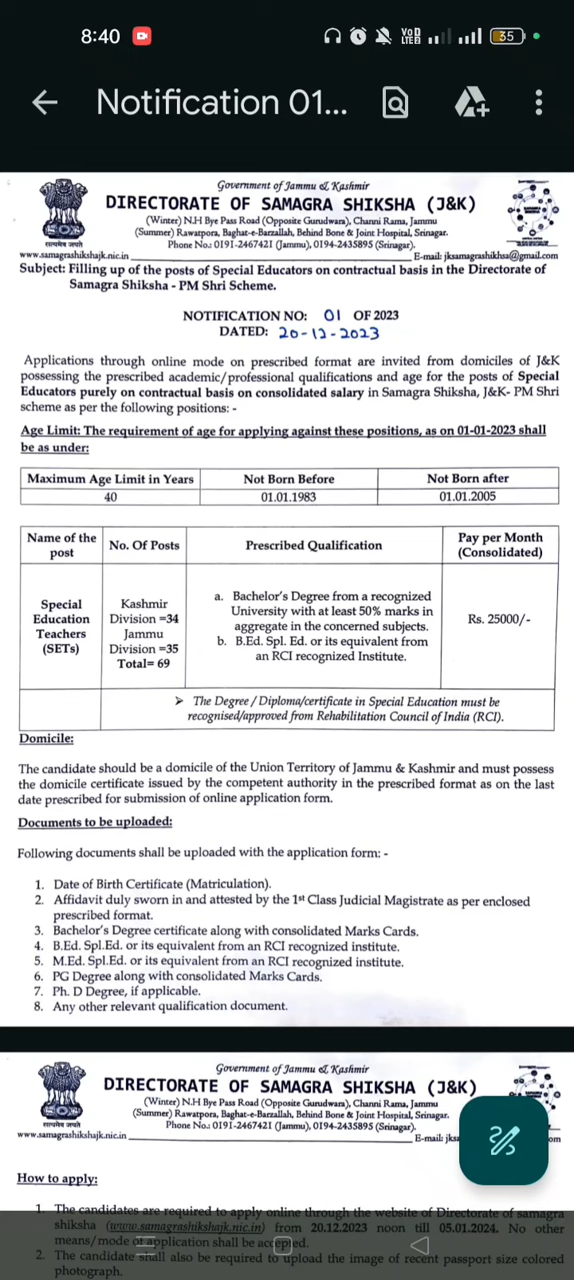 8:40
VoD
LTE2
35
Notification 01...
Government of Jammu & Kashmir
DIRECTORATE OF SAMAGRA SHIKSHA (J&K)
(Winter) N.H Bye Pass Road (Opposite Gurudwara), Channi Rama, Jammu
(Summer) Rawatpora, Baghat-e-Barzallah, Behind Bone & Joint Hospital, Srinagar.
Phone No.: 0191-2467421 (Jammu), 0194-2435895 (Srinagar).
सत्यमेव जयते
www.samagrashikshajk.nic.in
E-mail: jksamagrashikhsa@gmail.com
Subject: Filling up of the posts of Special Educators on contractual basis in the Directorate of
Samagra Shiksha - PM Shri Scheme.
NOTIFICATION NO: 01 OF 2023
DATED: 20-12-2023
Applications through online mode on prescribed format are invited from domiciles of J&K
possessing the prescribed academic/professional qualifications and age for the posts of Special
Educators purely on contractual basis on consolidated salary in Samagra Shiksha, J&K- PM Shri
scheme as per the following positions: -
Age Limit: The requirement of age for applying against these positions, as on 01-01-2023 shall
be as under:
Maximum Age Limit in Years Not Born Before Not Born after
40 01.01.1983 01.01.2005
Name of the post No. Of Posts Prescribed Qualification Pay per Month (Consolidated)
Special
Education
Teachers
(SETs)
Kashmir
Division =34
Jammu
Division =35
Total= 69
a. Bachelor's Degree from a recognized
University with at least 50% marks in
aggregate in the concerned subjects.
b. B.Ed. Spl. Ed. or its equivalent from
an RCI recognized Institute.
Rs. 25000/-
➤ The Degree/Diploma/certificate in Special Education must be
recognised/approved from Rehabilitation Council of India (RCI).
Domicile:
The candidate should be a domicile of the Union Territory of Jammu & Kashmir and must possess
the domicile certificate issued by the competent authority in the prescribed format as on the last
date prescribed for submission of online application form.
Documents to be uploaded:
Following documents shall be uploaded with the application form: -
1. Date of Birth Certificate (Matriculation).
2. Affidavit duly sworn in and attested by the 1st Class Judicial Magistrate as per enclosed
prescribed format.
3. Bachelor's Degree certificate along with consolidated Marks Cards.
4. B.Ed. Spl.Ed. or its equivalent from an RCI recognized institute.
5. M.Ed. Spl.Ed. or its equivalent from an RCI recognized institute.
6. PG Degree along with consolidated Marks Cards.
7. Ph. D Degree, if applicable.
8. Any other relevant qualification document.
Government of Jammu & Kashmir
DIRECTORATE OF SAMAGRA SHIKSHA (J&K)
(Winter) N.H Bye Pass Road (Opposite Gurudwara), Channi Rama, Jammu
(Summer) Rawatpora, Baghat-e-Barzallah, Behind Bone & Joint Hospital, Srinagar.
Phone No.: 0191-2467421 (Jammu), 0194-2435895 (Srinagar).
सत्यमेव जयते
www.samagrashikshajk.nic.in
E-mail: jksa
om
How to apply:
1. The candidates are required to apply online through the website of Directorate of samagra
shiksha (www.samagrashikshajk.nic.in) from 20.12.2023 noon till 05.01.2024. No other
means/mode of application shall be accepted.
2. The candidate shall also be required to upload the image of recent passport size colored
photograph.